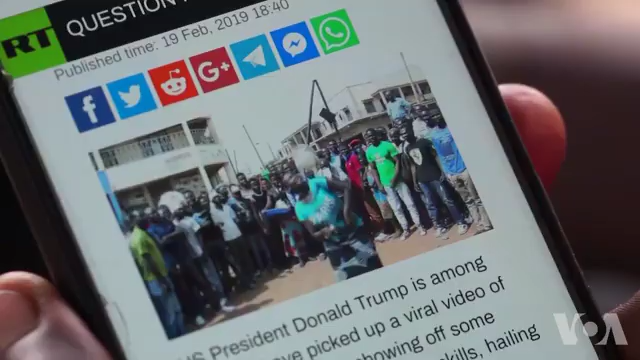 RT QUESTION
Published time: 19 Feb, 2019 18:40
US President Donald Trump is among
have picked up a viral video of
showing off some
skills, hailing
VOA